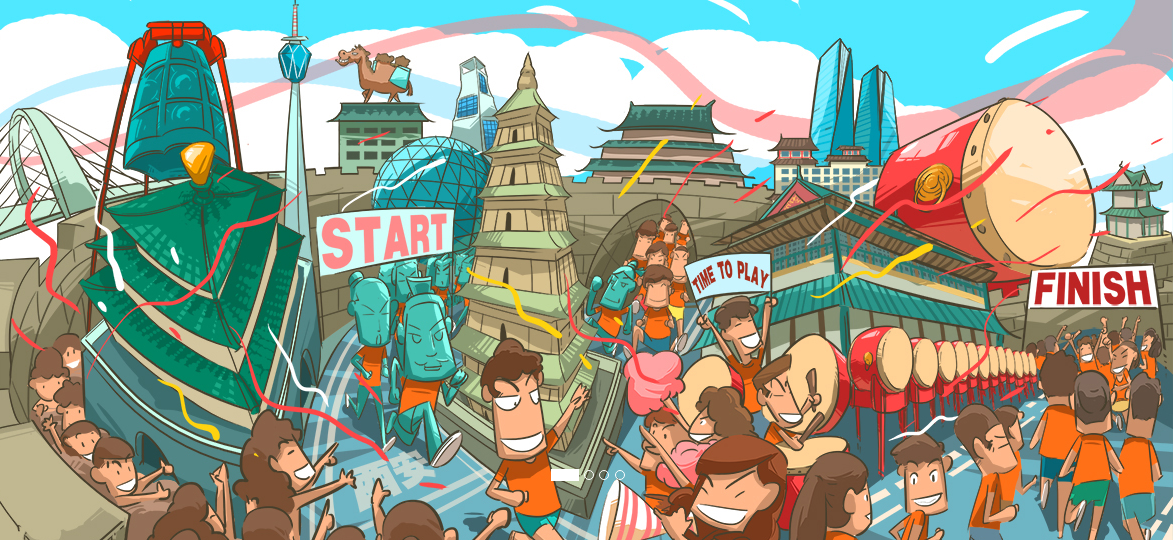 START
TIME TO PLAY
FINISH
西安